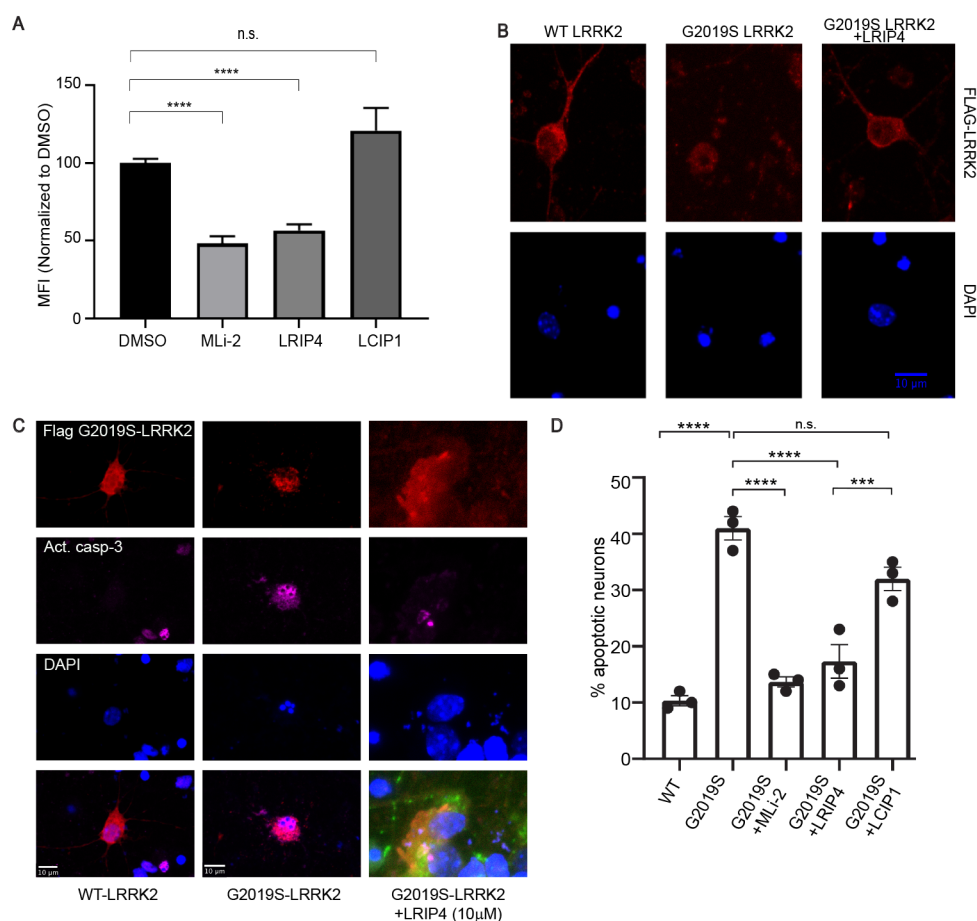 A
n.s.
****
****
150
100
50
0
MFI (Normalized to DMSO)
DMSO
MLi-2
LRIP4
LCIP1
B
WT LRRK2
G2019S LRRK2
G2019S LRRK2
+LRIP4
FLAG-LRRK2
DAPI
10 μm
C
Flag G2019S-LRRK2
Act. casp-3
DAPI
10 μm
10 μm
WT-LRRK2
G2019S-LRRK2
G2019S-LRRK2
+LRIP4 (10μM)
D
****
n.s.
****
****
***
50
40
30
20
10
0
% apoptotic neurons
WT
G2019S
G2019S
+MLi-2
G2019S
+LRIP4
G2019S
+LCIP1